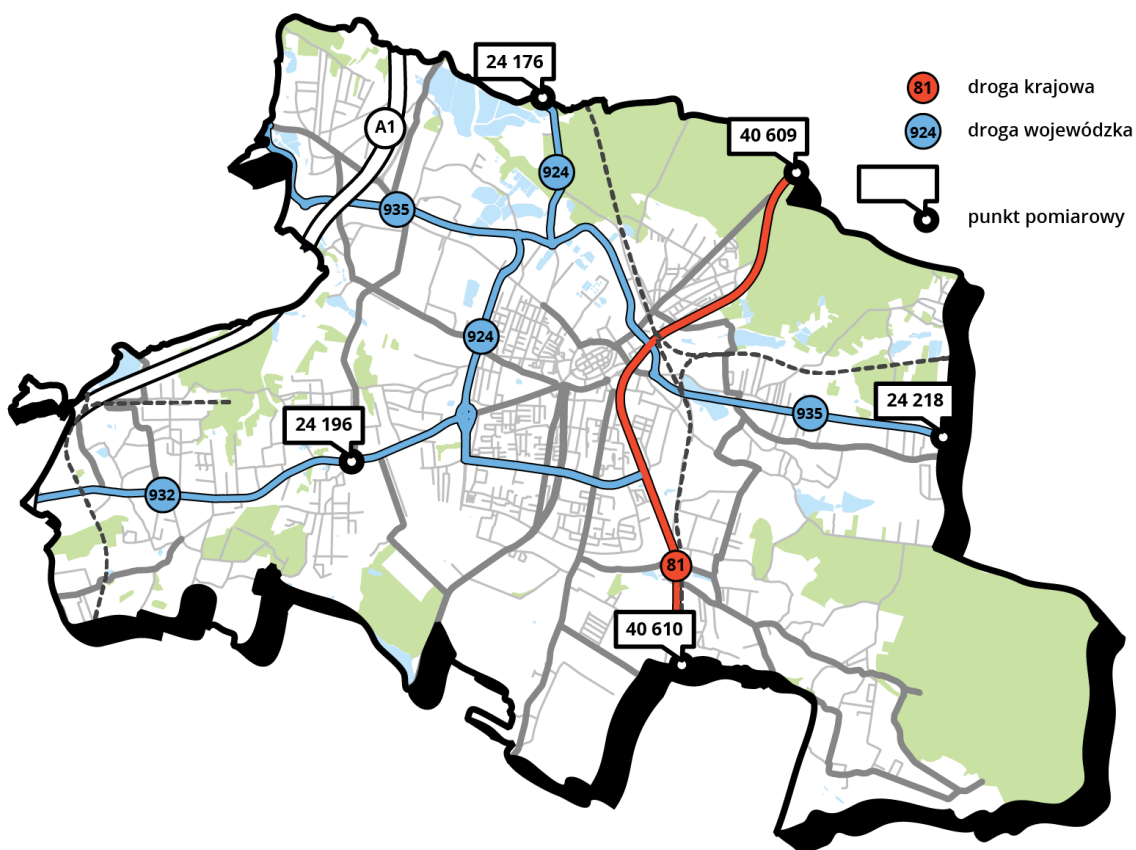 24 176
81 droga krajowa
A1
40 609
924 droga wojewódzka
924
935
punkt pomiarowy
924
24 196
935
24 218
932
81
40 610